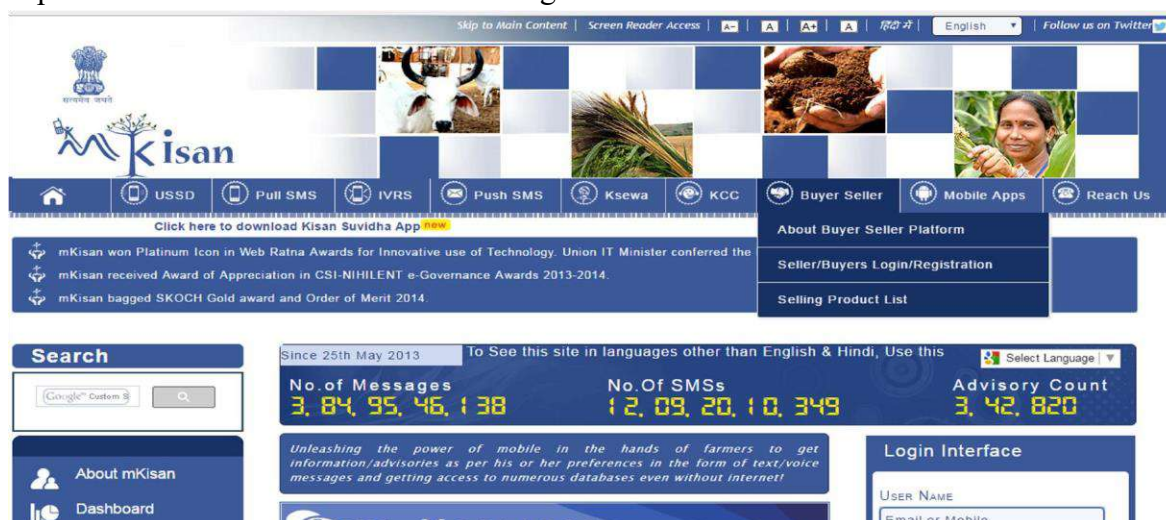 Skip to Main Content | Screen Reader Access | A- | A | A+ | A | हिंदी में | English | Follow us on Twitter
सत्यमेव जयते
mKisan
USSD Pull SMS IVRS Push SMS Ksewa KCC Buyer Seller Mobile Apps Reach Us
Click here to download Kisan Suvidha App new
About Buyer Seller Platform
Seller/Buyers Login/Registration
Selling Product List
mKisan won Platinum Icon in Web Ratna Awards for Innovative use of Technology. Union IT Minister conferred the
mKisan received Award of Appreciation in CSI-NIHILENT e-Governance Awards 2013-2014.
mKisan bagged SKOCH Gold award and Order of Merit 2014.
Search
Google™ Custom S
About mKisan
Dashboard
Since 25th May 2013 To See this site in languages other than English & Hindi, Use this Select Language
No.of Messages No.Of SMSs Advisory Count
3, 84, 95, 46, 138 12, 09, 20, 10, 349 3, 42, 820
Unleashing the power of mobile in the hands of farmers to get
information/advisories as per his or her preferences in the form of text/voice
messages and getting access to numerous databases even without internet!
Login Interface
User Name
Email or Mobile